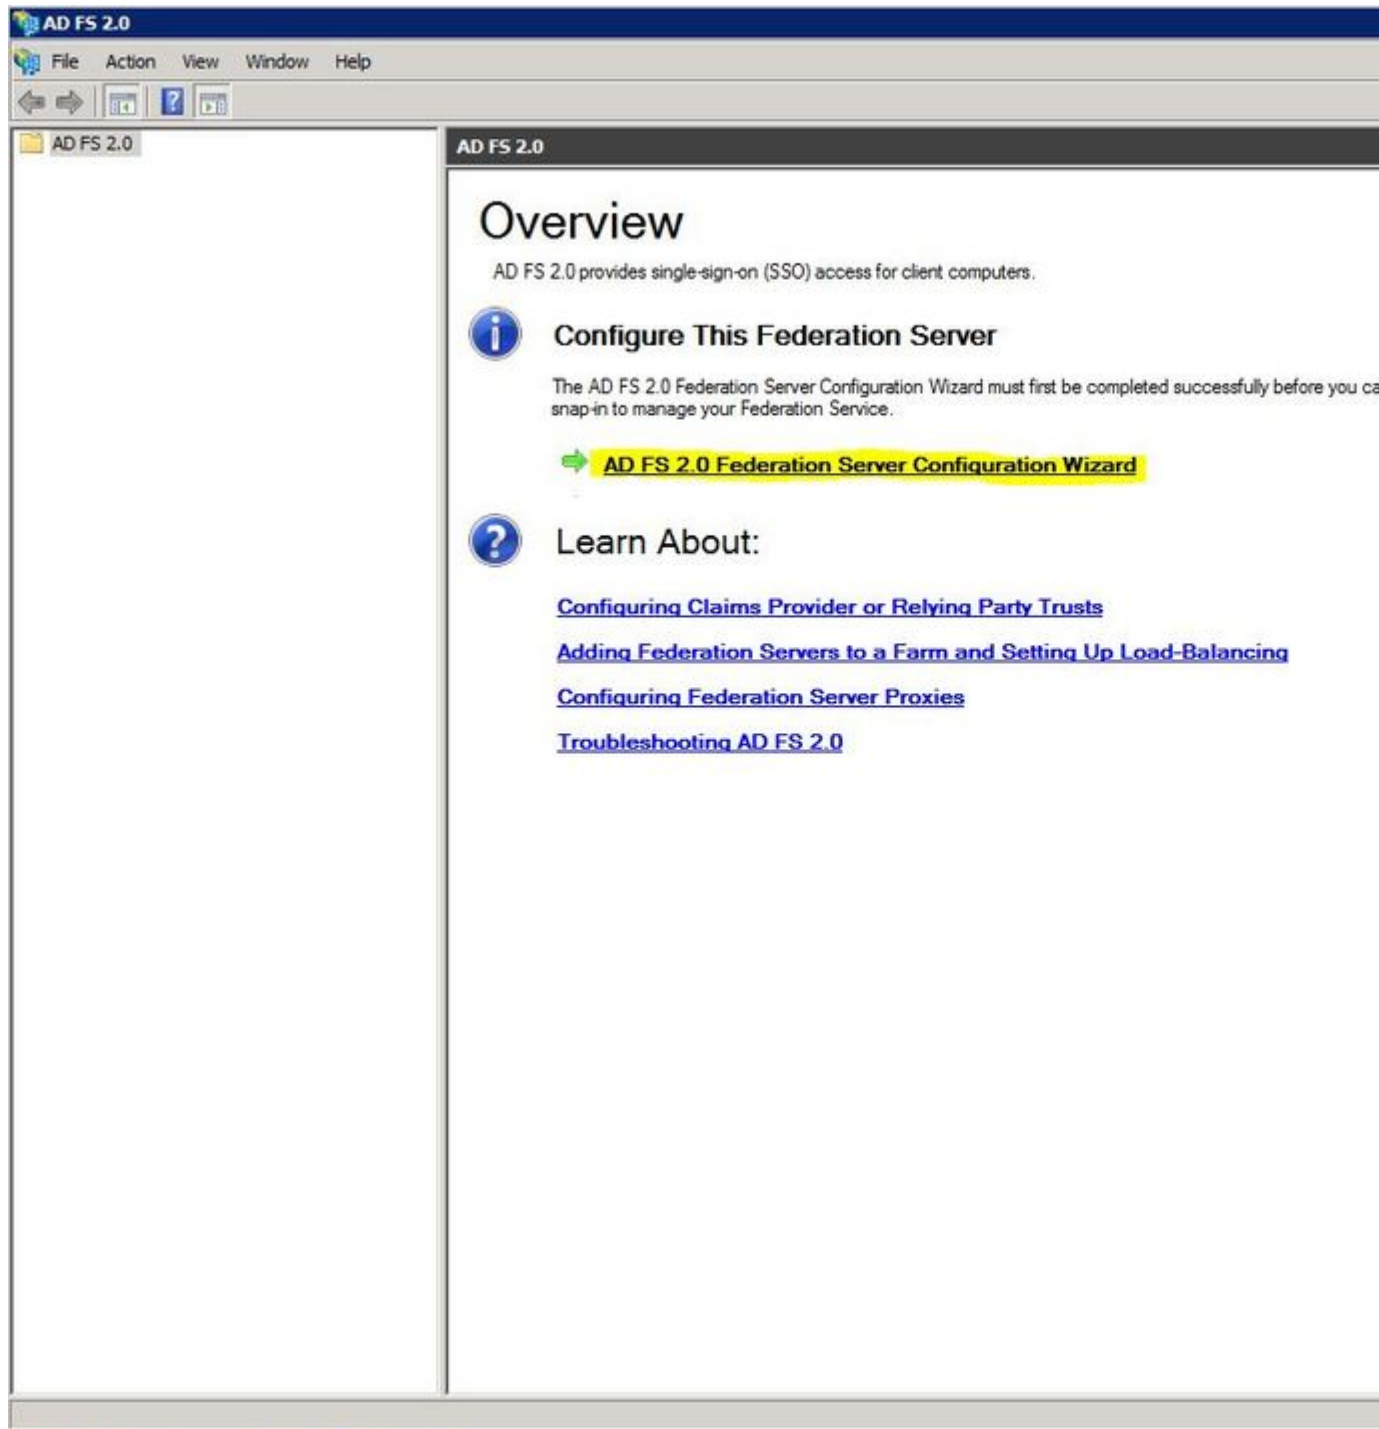 AD FS 2.0
File Action View Window Help
AD FS 2.0
AD FS 2.0
Overview
AD FS 2.0 provides single-sign-on (SSO) access for client computers.
Configure This Federation Server
The AD FS 2.0 Federation Server Configuration Wizard must first be completed successfully before you ca
snap-in to manage your Federation Service.
AD FS 2.0 Federation Server Configuration Wizard
Learn About:
Configuring Claims Provider or Relying Party Trusts
Adding Federation Servers to a Farm and Setting Up Load-Balancing
Configuring Federation Server Proxies
Troubleshooting AD FS 2.0